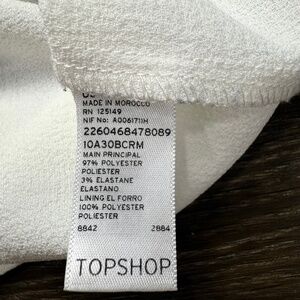 MADE IN MOROCCO
RN 125149
NIF No: A0061711H
2260468478089
10A30BCRM
MAIN PRINCIPAL
97% POLYESTER
POLIESTER
3% ELASTANE
ELASTANO
LINING EL FORRO
100% POLYESTER
POLIESTER
8842 2884
TOPSHOP